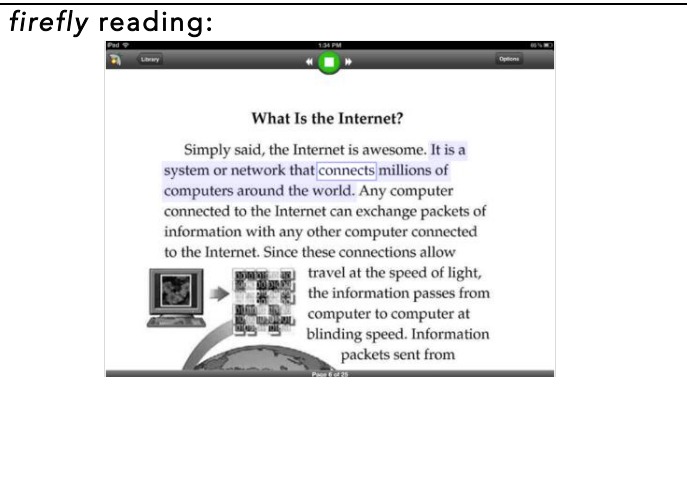 firefly reading:
iPad 1:34 PM 85%
Library Options
What Is the Internet?
Simply said, the Internet is awesome. It is a
system or network that connects millions of
computers around the world. Any computer
connected to the Internet can exchange packets of
information with any other computer connected
to the Internet. Since these connections allow
travel at the speed of light,
the information passes from
computer to computer at
blinding speed. Information
packets sent from
Page 6 of 25